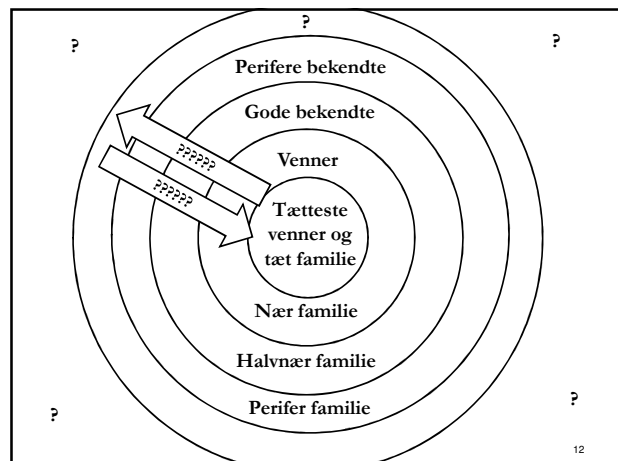 ?
?
?
Perifere bekendte
Gode bekendte
Venner
??????
??????
Tætteste
venner og
tæt familie
Nær familie
Halvnær familie
Perifer familie
?
?
12